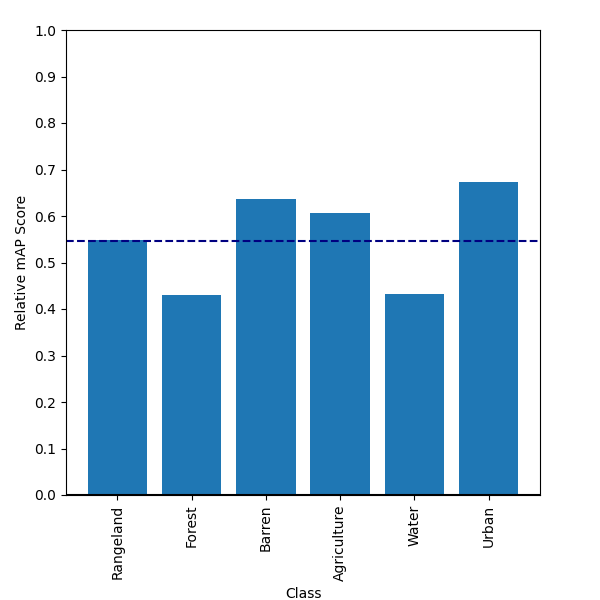 1.0
0.9
0.8
0.7
0.6
0.5
0.4
0.3
0.2
0.1
0.0
Relative mAP Score
Rangeland
Forest
Barren
Agriculture
Water
Urban
Class